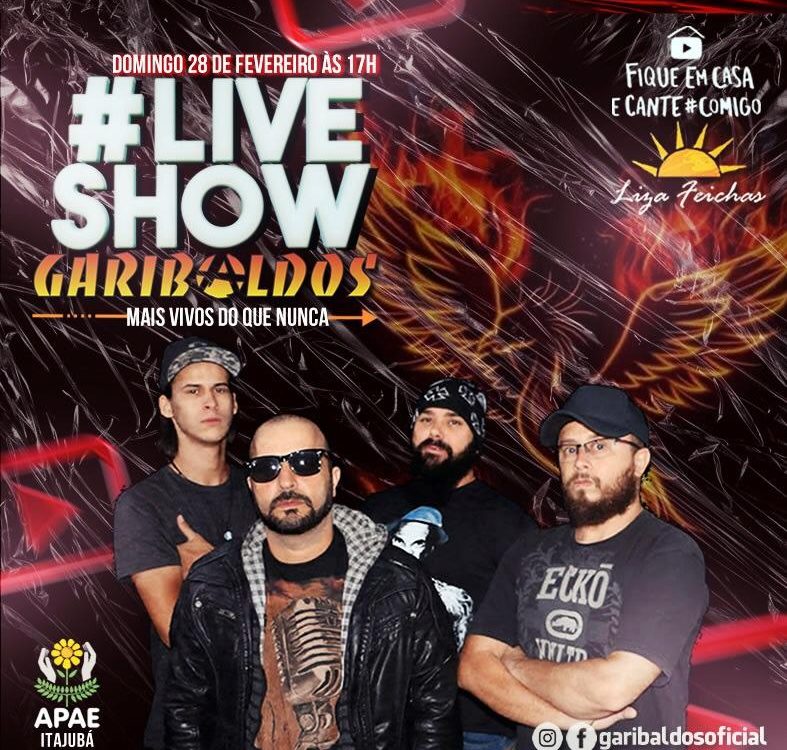 DOMINGO 28 DE FEVEREIRO ÀS 17H
#LIVE
SHOW
GARIBALDOS
MAIS VIVOS DO QUE NUNCA
FIQUE EM CASA
E CANTE #COMIGO
Liza Feichas
ECKŌ
APAE
ITAJUBÁ
garibaldosoficial